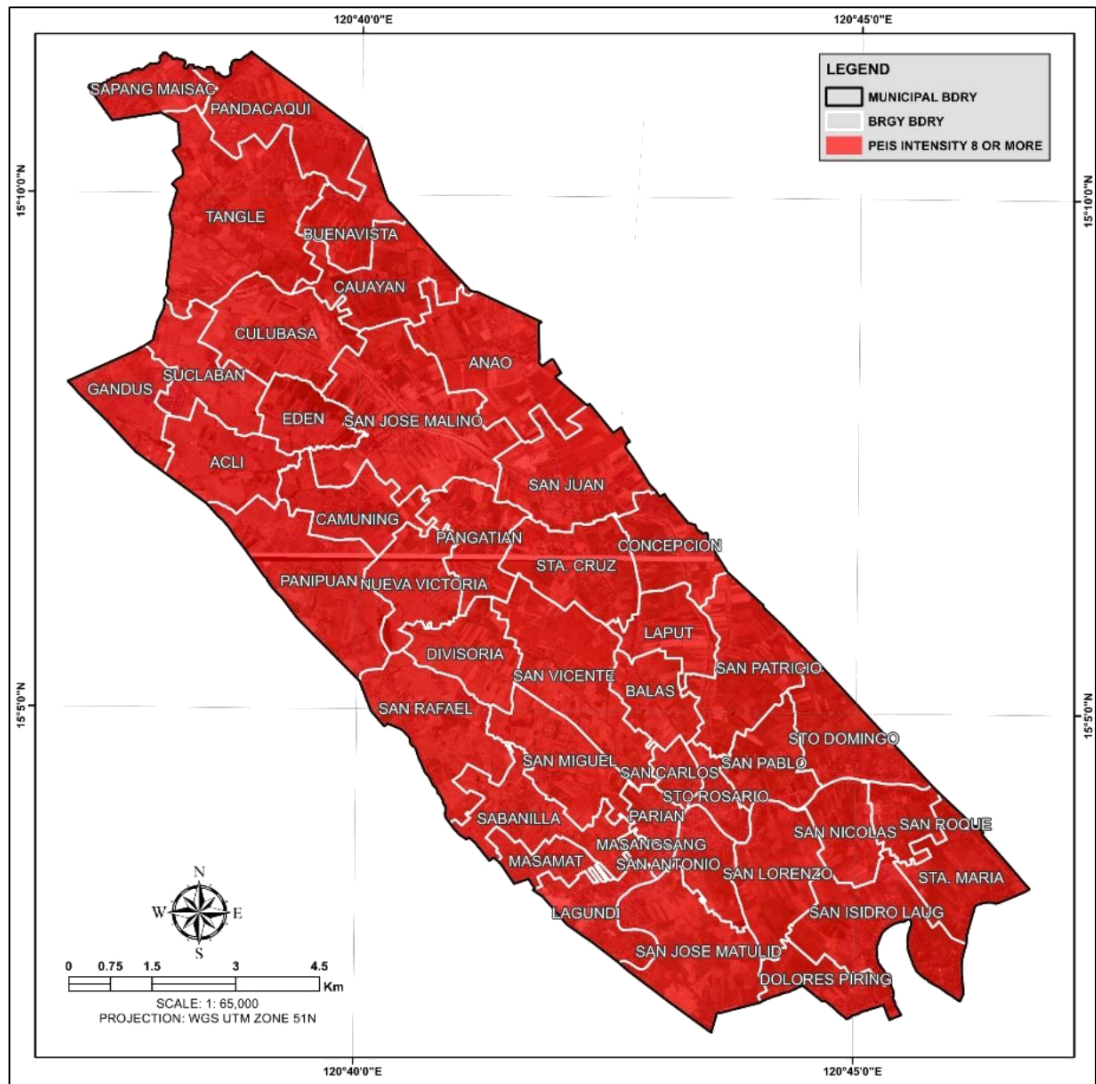 120°40'0"E
120°45'0"E
LEGEND
MUNICIPAL BDRY
BRGY BDRY
PEIS INTENSITY 8 OR MORE
SAPANG MAISAC
PANDACAQUI
15°10'0"N
15°10'0"N
TANGLE
BUENAVISTA
CAUAYAN
CULUBASA
ANAO
SUCLABAN
GANDUS
EDEN
SAN JOSE MALINO
ACLI
SAN JUAN
CAMUNING
PANGATIAN
CONCEPCION
STA. CRUZ
PANIPUAN
NUEVA VICTORIA
LAPUT
DIVISORIA
SAN PATRICIO
SAN VICENTE
BALAS
15°5'0"N
15°5'0"N
SAN RAFAEL
STO DOMINGO
SAN MIGUEL
SAN PABLO
SAN CARLOS
STO ROSARIO
SABANILLA
PARIAN
SAN NICOLAS
SAN ROQUE
MASANGSANG
MASAMAT
SAN ANTONIO
SAN LORENZO
STA. MARIA
LAGUNDI
SAN ISIDRO LAUG
SAN JOSE MATULID
DOLORES PIRING
N
W
E
S
0 0.75 1.5 3 4.5
Km
SCALE: 1: 65,000
PROJECTION: WGS UTM ZONE 51N
120°40'0"E
120°45'0"E